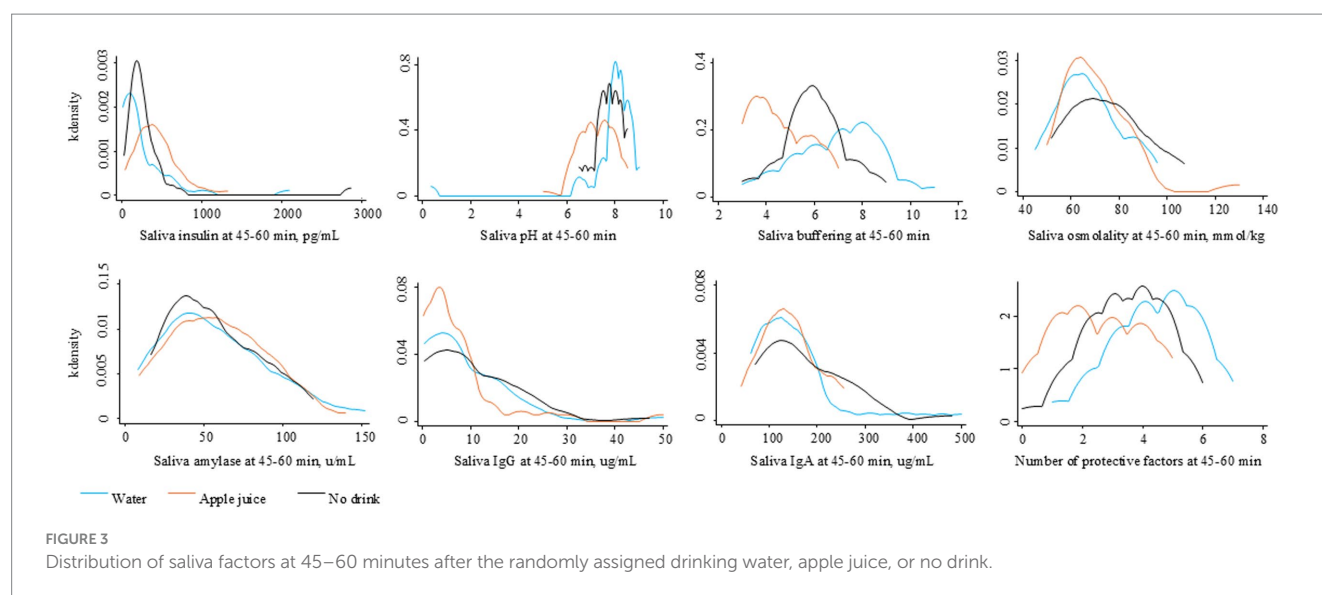 kdensity
0 0.001 0.002 0.003
0 1000 2000 3000
Saliva insulin at 45-60 min, pg/mL
0 0.4 0.8
0 2 4 6 8 10
Saliva pH at 45-60 min
0 0.2 0.4
2 4 6 8 10 12
Saliva buffering at 45-60 min
0 0.01 0.02 0.03
40 60 80 100 120 140
Saliva osmolality at 45-60 min, mmol/kg
kdensity
0 0.005 0.01 0.15
0 50 100 150
Saliva amylase at 45-60 min, u/mL
0 0.04 0.08
0 10 20 30 40 50
Saliva IgG at 45-60 min, ug/mL
0 0.004 0.008
0 100 200 300 400 500
Saliva IgA at 45-60 min, ug/mL
0 1 2
0 2 4 6 8
Number of protective factors at 45-60 min
Water Apple juice No drink
FIGURE 3
Distribution of saliva factors at 45–60 minutes after the randomly assigned drinking water, apple juice, or no drink.